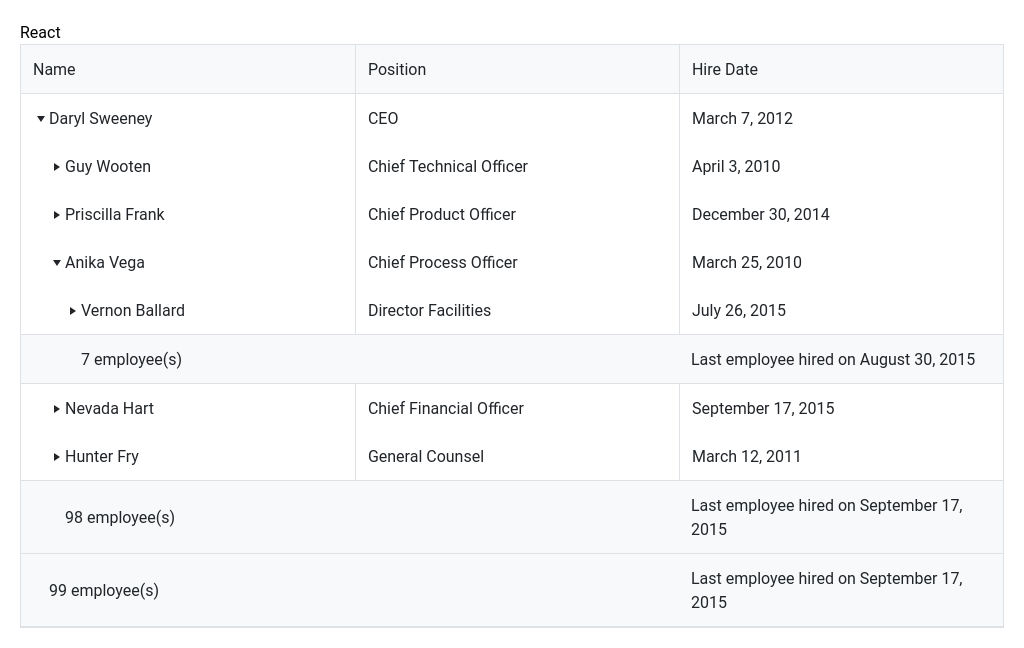 React
Name Position Hire Date
Daryl Sweeney CEO March 7, 2012
Guy Wooten Chief Technical Officer April 3, 2010
Priscilla Frank Chief Product Officer December 30, 2014
Anika Vega Chief Process Officer March 25, 2010
Vernon Ballard Director Facilities July 26, 2015
7 employee(s) Last employee hired on August 30, 2015
Nevada Hart Chief Financial Officer September 17, 2015
Hunter Fry General Counsel March 12, 2011
98 employee(s) Last employee hired on September 17,
2015
99 employee(s) Last employee hired on September 17,
2015